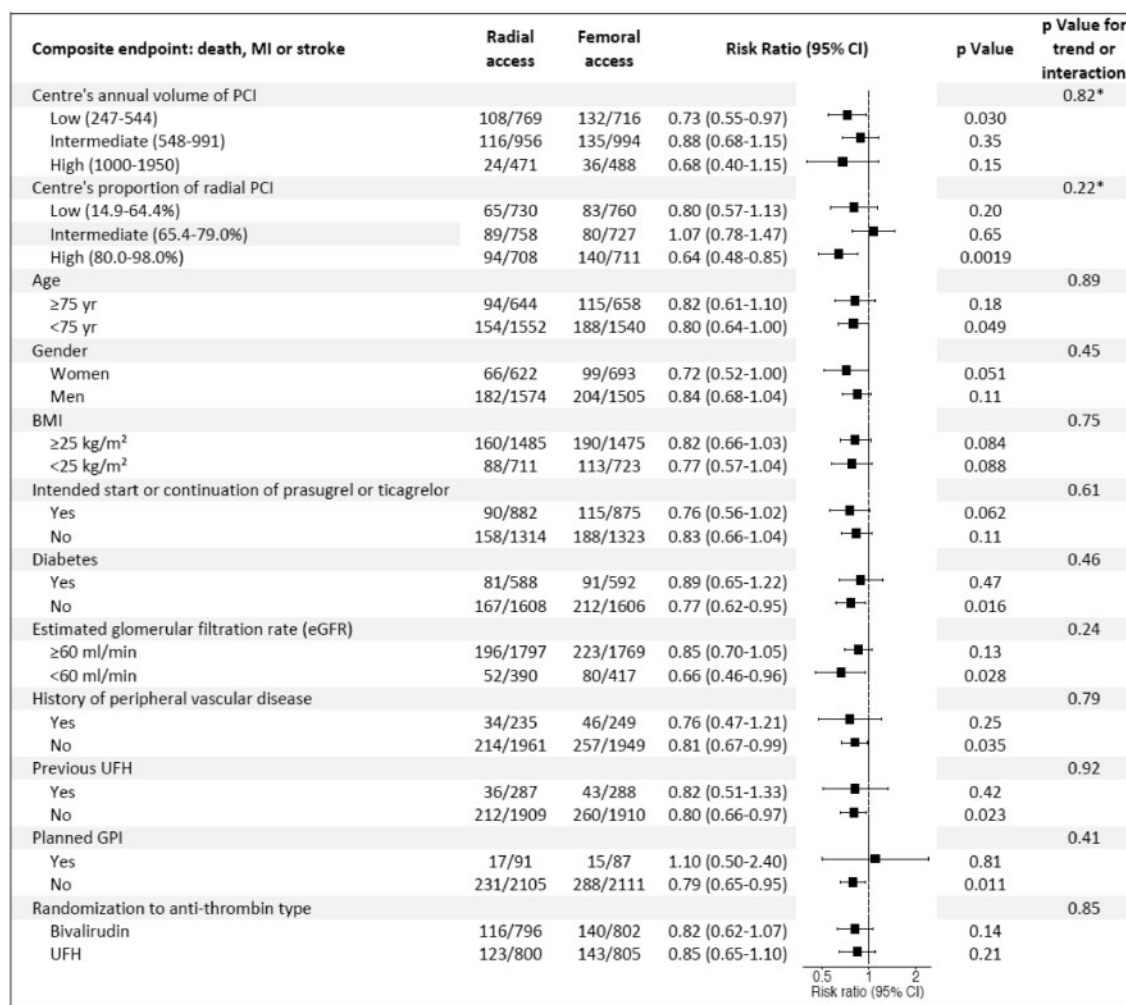 Composite endpoint: death, MI or stroke Radial access Femoral access Risk Ratio (95% CI) p Value p Value for trend or interaction
Centre's annual volume of PCI 0.82*
Low (247-544) 108/769 132/716 0.73 (0.55-0.97) 0.030
Intermediate (548-991) 116/956 135/994 0.88 (0.68-1.15) 0.35
High (1000-1950) 24/471 36/488 0.68 (0.40-1.15) 0.15
Centre's proportion of radial PCI 0.22*
Low (14.9-64.4%) 65/730 83/760 0.80 (0.57-1.13) 0.20
Intermediate (65.4-79.0%) 89/758 80/727 1.07 (0.78-1.47) 0.65
High (80.0-98.0%) 94/708 140/711 0.64 (0.48-0.85) 0.0019
Age 0.89
≥75 yr 94/644 115/658 0.82 (0.61-1.10) 0.18
<75 yr 154/1552 188/1540 0.80 (0.64-1.00) 0.049
Gender 0.45
Women 66/622 99/693 0.72 (0.52-1.00) 0.051
Men 182/1574 204/1505 0.84 (0.68-1.04) 0.11
BMI 0.75
≥25 kg/m² 160/1485 190/1475 0.82 (0.66-1.03) 0.084
<25 kg/m² 88/711 113/723 0.77 (0.57-1.04) 0.088
Intended start or continuation of prasugrel or ticagrelor 0.61
Yes 90/882 115/875 0.76 (0.56-1.02) 0.062
No 158/1314 188/1323 0.83 (0.66-1.04) 0.11
Diabetes 0.46
Yes 81/588 91/592 0.89 (0.65-1.22) 0.47
No 167/1608 212/1606 0.77 (0.62-0.95) 0.016
Estimated glomerular filtration rate (eGFR) 0.24
≥60 ml/min 196/1797 223/1769 0.85 (0.70-1.05) 0.13
<60 ml/min 52/390 80/417 0.66 (0.46-0.96) 0.028
History of peripheral vascular disease 0.79
Yes 34/235 46/249 0.76 (0.47-1.21) 0.25
No 214/1961 257/1949 0.81 (0.67-0.99) 0.035
Previous UFH 0.92
Yes 36/287 43/288 0.82 (0.51-1.33) 0.42
No 212/1909 260/1910 0.80 (0.66-0.97) 0.023
Planned GPI 0.41
Yes 17/91 15/87 1.10 (0.50-2.40) 0.81
No 231/2105 288/2111 0.79 (0.65-0.95) 0.011
Randomization to anti-thrombin type 0.85
Bivalirudin 116/796 140/802 0.82 (0.62-1.07) 0.14
UFH 123/800 143/805 0.85 (0.65-1.10) 0.21
0.5 1 2
Risk ratio (95% CI)